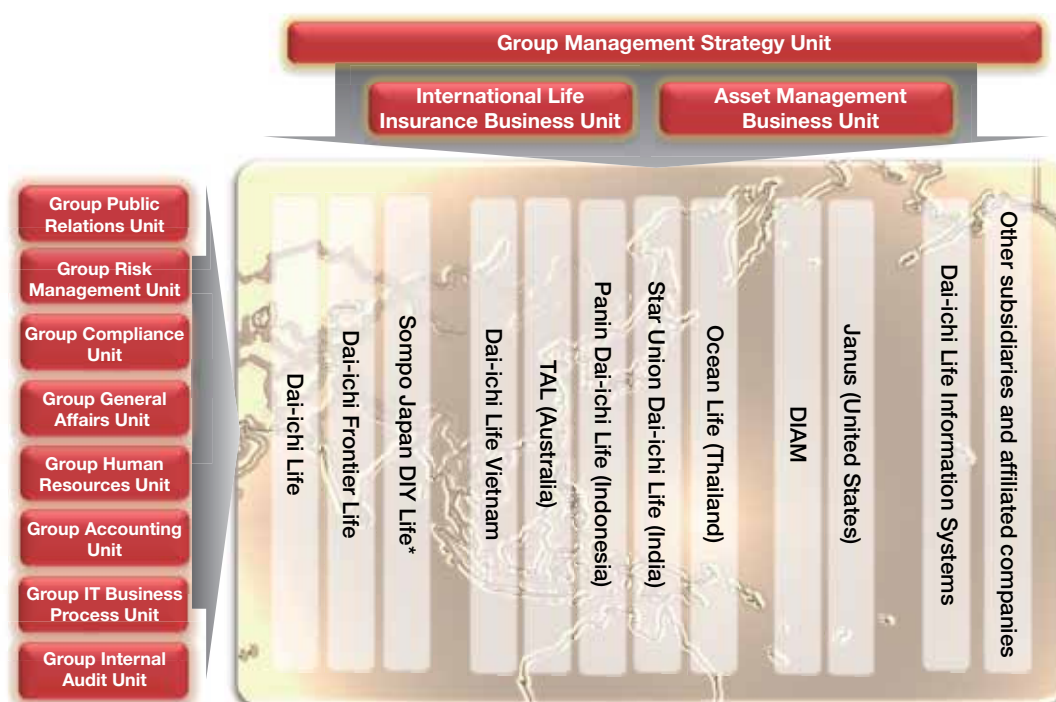 Group Management Strategy Unit
International Life
Insurance Business Unit
Asset Management
Business Unit
Group Public
Relations Unit
Group Risk
Management Unit
Group Compliance
Unit
Group General
Affairs Unit
Group Human
Resources Unit
Group Accounting
Unit
Group IT Business
Process Unit
Group Internal
Audit Unit
Dai-ichi Life
Dai-ichi Frontier Life
Sompo Japan DIY Life*
Dai-ichi Life Vietnam
TAL (Australia)
Panin Dai-ichi Life (Indonesia)
Star Union Dai-ichi Life (India)
Ocean Life (Thailand)
DIAM
Janus (United States)
Dai-ichi Life Information Systems
Other subsidiaries and affiliated companies